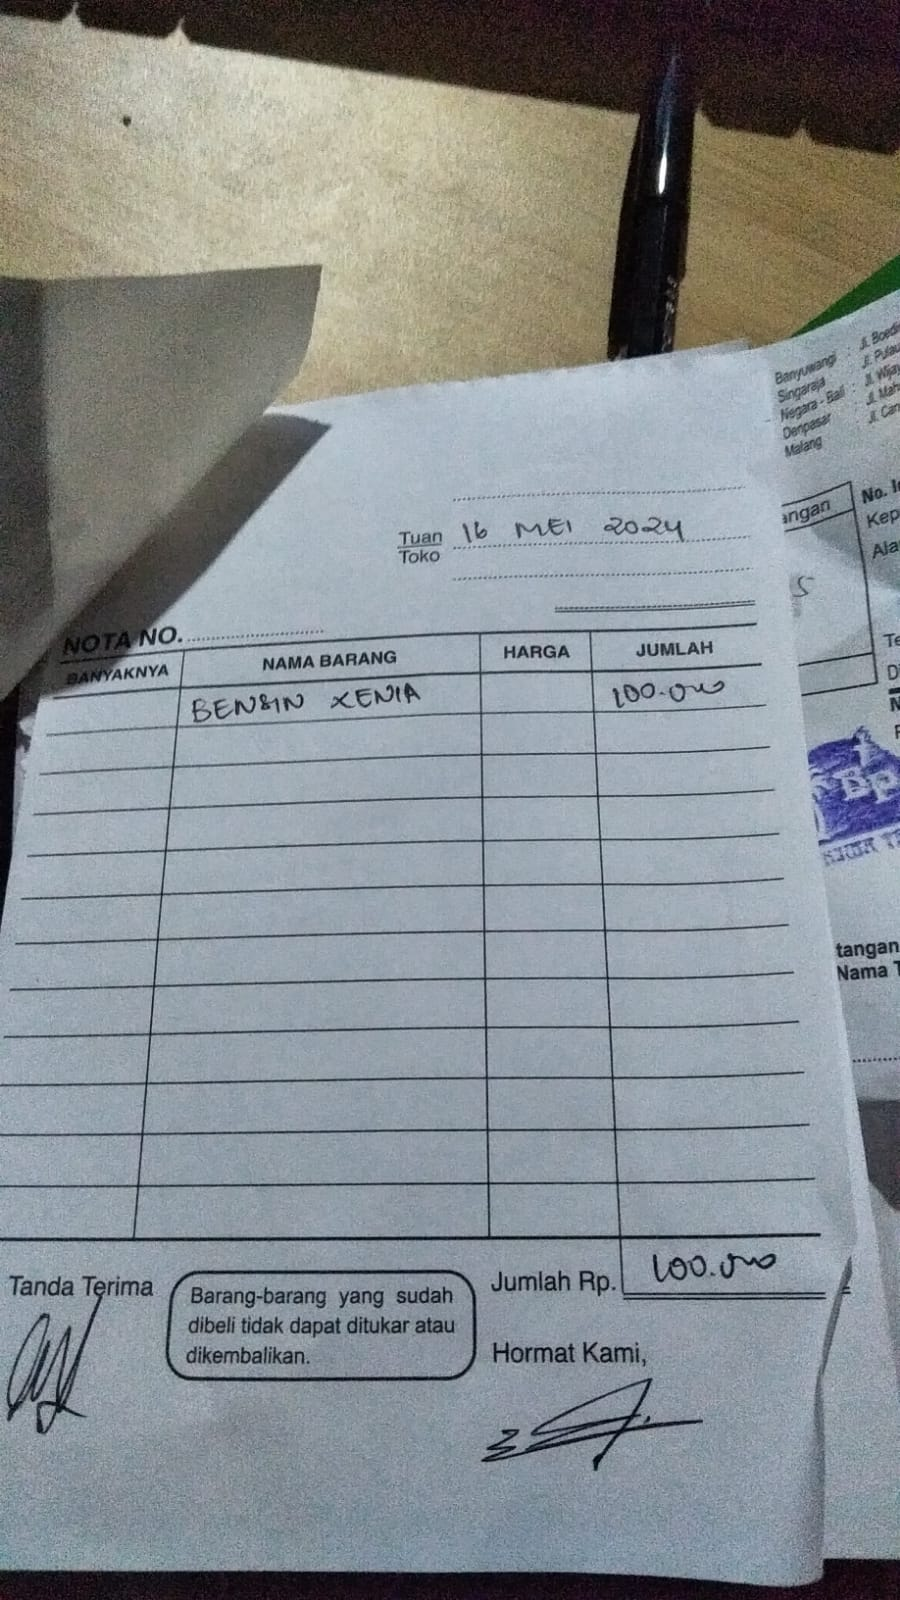 16 MEI 2024
Tuan
Toko
NOTA NO.
BANYAKNYA NAMA BARANG HARGA JUMLAH
BENSIN XENIA 100.000
Jumlah Rp. 100.000
Tanda Terima
Barang-barang yang sudah
dibeli tidak dapat ditukar atau
dikembalikan.
Hormat Kami,
Banyuwangi :
Singaraja :
Negara - Bali :
Denpasar :
Malang :
Nama